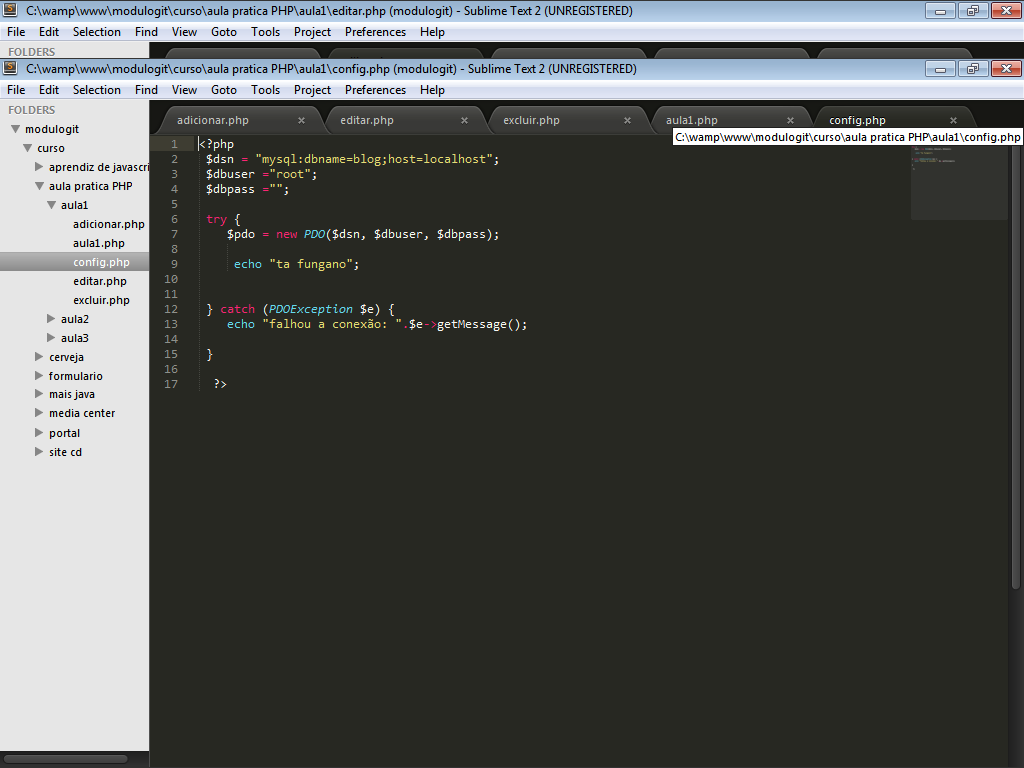 C:\wamp\www\modulogit\curso\aula pratica PHP\aula1\editar.php (modulogit) - Sublime Text 2 (UNREGISTERED)
File Edit Selection Find View Goto Tools Project Preferences Help
FOLDERS
C:\wamp\www\modulogit\curso\aula pratica PHP\aula1\config.php (modulogit) - Sublime Text 2 (UNREGISTERED)
File Edit Selection Find View Goto Tools Project Preferences Help
FOLDERS
modulogit
curso
aprendiz de javascri
aula pratica PHP
aula1
adicionar.php
aula1.php
config.php
editar.php
excluir.php
aula2
aula3
cerveja
formulario
mais java
media center
portal
site cd
adicionar.php × editar.php × excluir.php × aula1.php × config.php ×
C:\wamp\www\modulogit\curso\aula pratica PHP\aula1\config.php
1 <?php
2 $dsn = "mysql:dbname=blog;host=localhost";
3 $dbuser ="root";
4 $dbpass ="";
5
6 try {
7 $pdo = new PDO($dsn, $dbuser, $dbpass);
8
9 echo "ta fungano";
10
11
12 } catch (PDOException $e) {
13 echo "falhou a conexão: ".$e->getMessage();
14
15 }
16
17 ?>